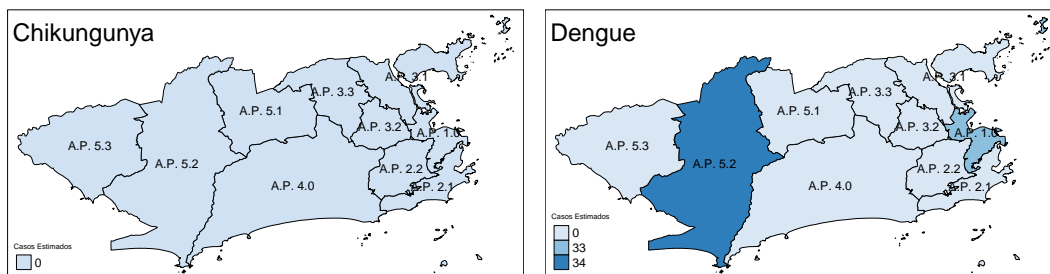 Chikungunya
A.P. 3.1
A.P. 3.3
A.P. 5.1
A.P. 3.2
A.P. 1.0
A.P. 5.3
A.P. 5.2
A.P. 2.2
A.P. 4.0
A.P. 2.1
Casos Estimados
0
Dengue
A.P. 3.1
A.P. 3.3
A.P. 5.1
A.P. 3.2
A.P. 1.0
A.P. 5.3
A.P. 5.2
A.P. 2.2
A.P. 4.0
A.P. 2.1
Casos Estimados
0
33
34